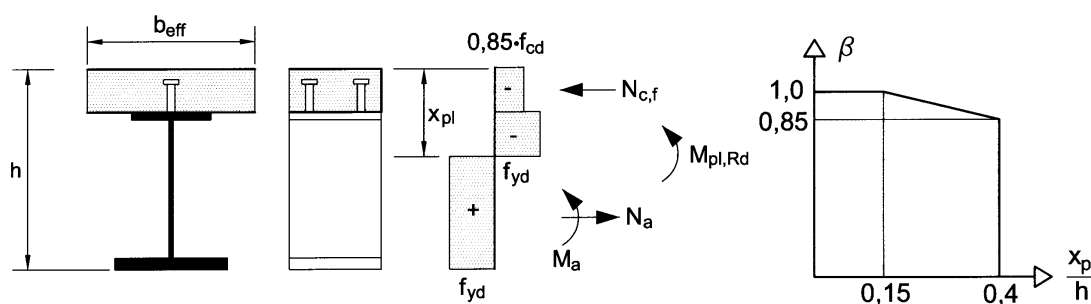 b_eff
h
x_pl
0,85·f_cd
-
-
+
f_yd
f_yd
N_c,f
M_pl,Rd
N_a
M_a
β
1,0
0,85
0,15
0,4
x_p
h